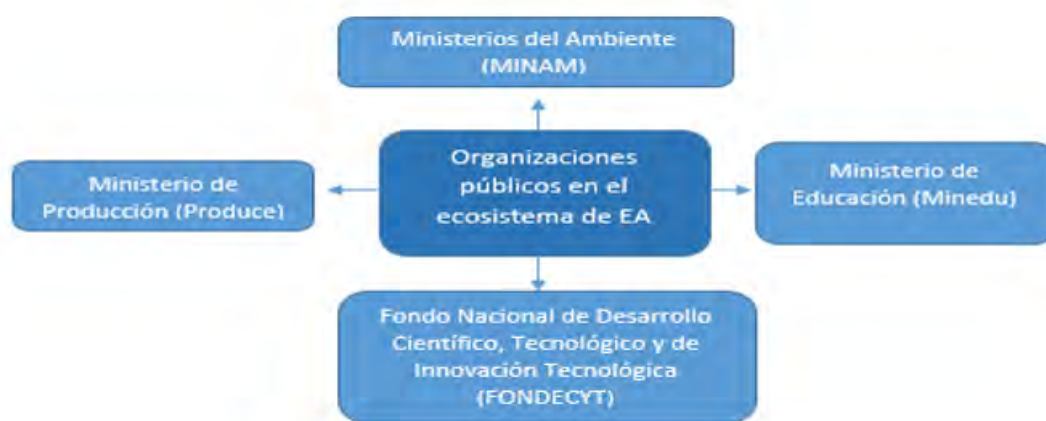 Ministerios del Ambiente
(MINAM)
Organizaciones
públicos en el
ecosistema de EA
Ministerio de
Producción (Produce)
Ministerio de
Educación (Minedu)
Fondo Nacional de Desarrollo
Científico, Tecnológico y de
Innovación Tecnológica
(FONDECYT)